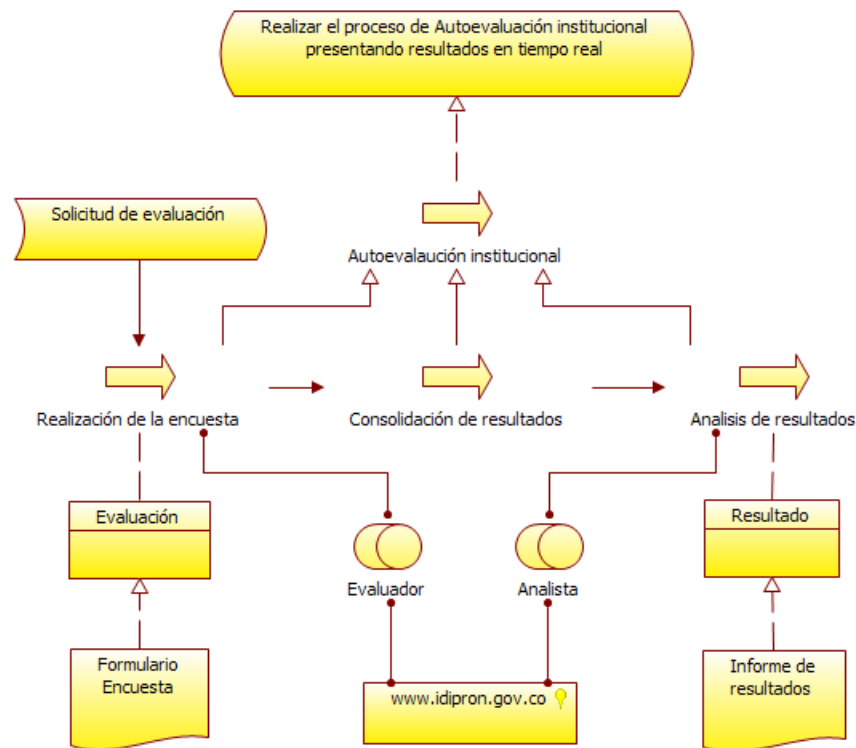 Realizar el proceso de Autoevaluación institucional
presentando resultados en tiempo real
Solicitud de evaluación
Autoevalaución institucional
Realización de la encuesta
Consolidación de resultados
Analisis de resultados
Evaluación
Resultado
Evaluador
Analista
Formulario
Encuesta
www.idipron.gov.co
Informe de
resultados